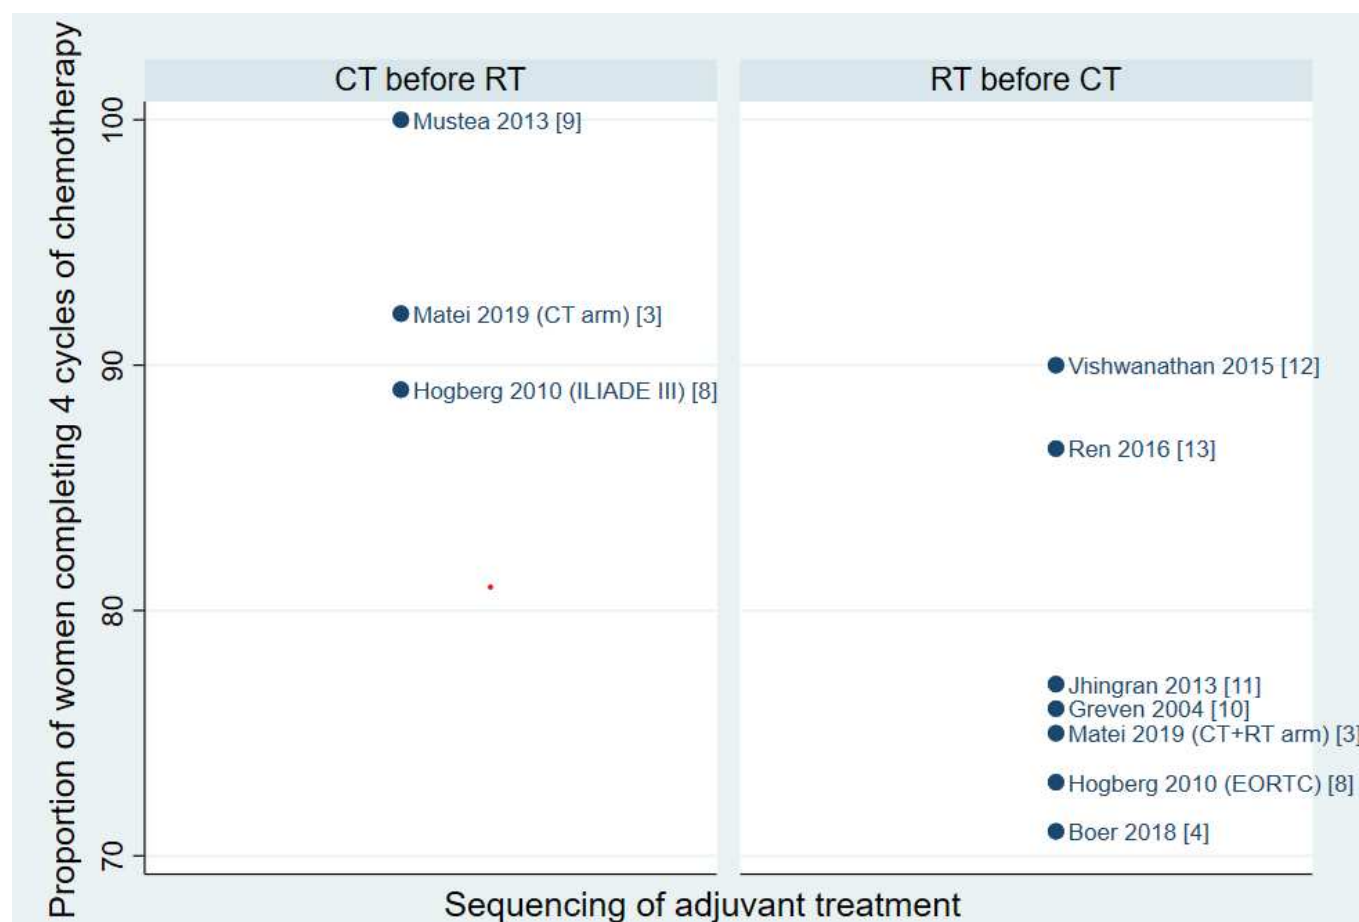 Proportion of women completing 4 cycles of chemotherapy
CT before RT
RT before CT
100
90
80
70
Mustea 2013 [9]
Matei 2019 (CT arm) [3]
Hogberg 2010 (ILIADE III) [8]
Vishwanathan 2015 [12]
Ren 2016 [13]
Jhingran 2013 [11]
Greven 2004 [10]
Matei 2019 (CT+RT arm) [3]
Hogberg 2010 (EORTC) [8]
Boer 2018 [4]
Sequencing of adjuvant treatment